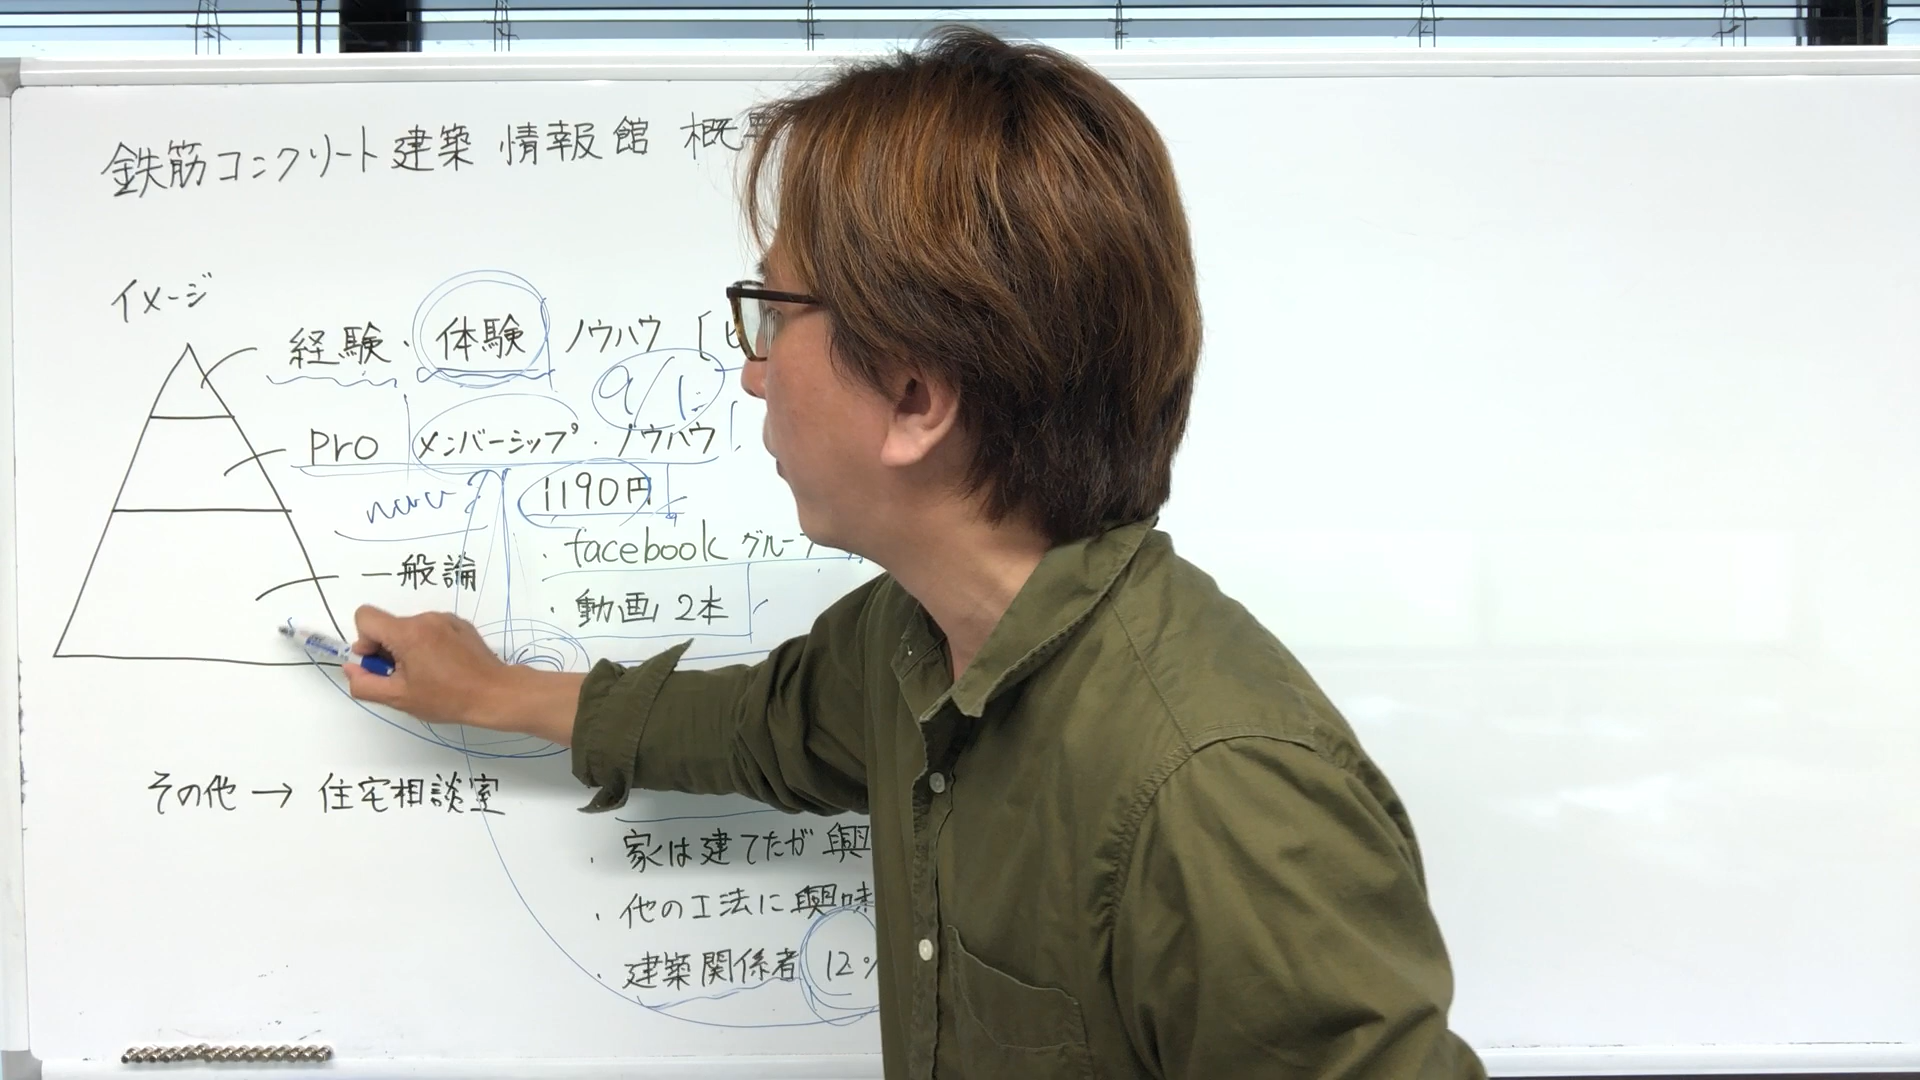 鉄筋コンクリート建築 情報館 概
イメージ
経験・体験 ノウハウ 「ヒ
9/1
Pro メンバーシップ・ノウハウ
1190円
・facebook グループ
一般論
・動画 2本
その他 → 住宅相談室
・家は建てたが 興
・他の工法に興味
・建築関係者 12%